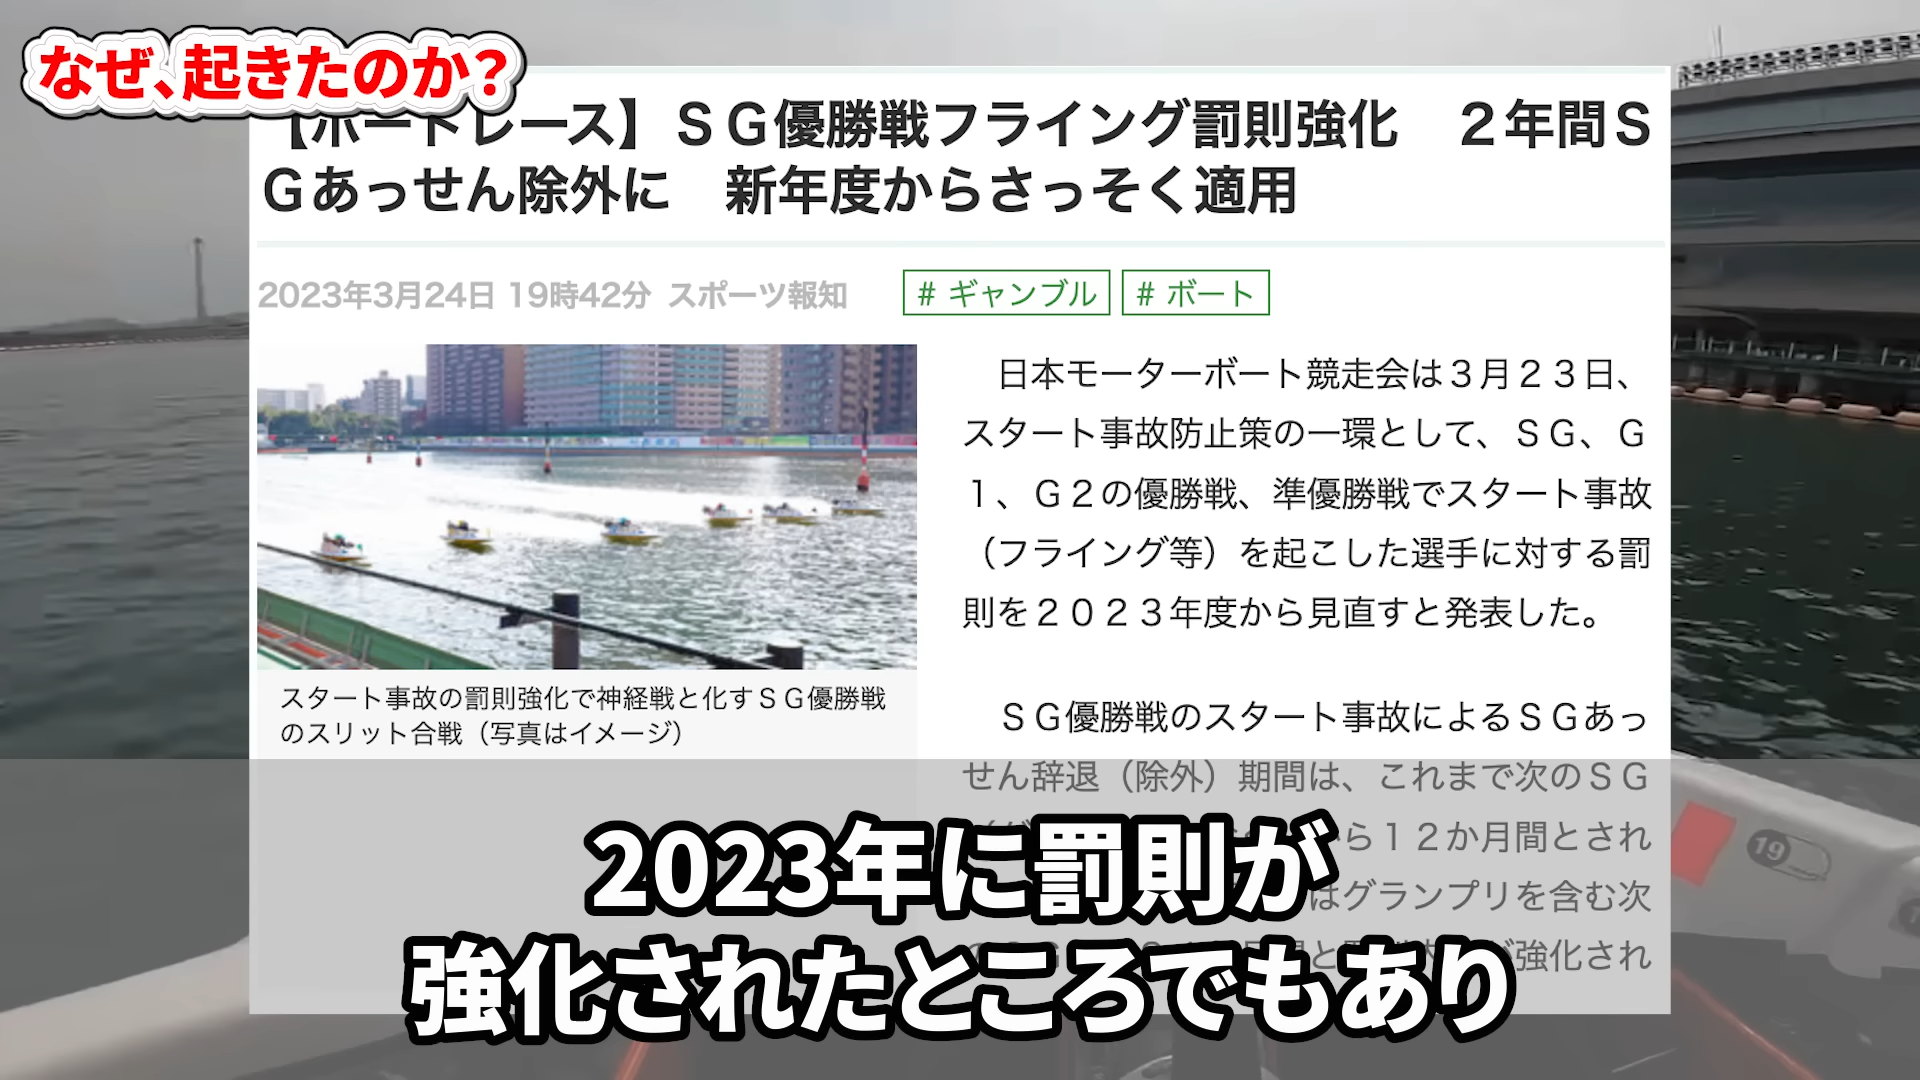 なぜ、起きたのか?
【ボートレース】ＳＧ優勝戦フライング罰則強化　２年間Ｓ
Ｇあっせん除外に　新年度からさっそく適用
2023年3月24日 19時42分 スポーツ報知
# ギャンブル
# ボート
日本モーターボート競走会は３月２３日、
スタート事故防止策の一環として、ＳＧ、Ｇ
１、Ｇ２の優勝戦、準優勝戦でスタート事故
（フライング等）を起こした選手に対する罰
則を２０２３年度から見直すと発表した。
スタート事故の罰則強化で神経戦と化すＳＧ優勝戦
のスリット合戦（写真はイメージ）
ＳＧ優勝戦のスタート事故によるＳＧあっ
せん辞退（除外）期間は、これまで次のＳＧ
ら１２か月間とされ
はグランプリを含む次
強化され
2023年に罰則が
強化されたところでもあり
19